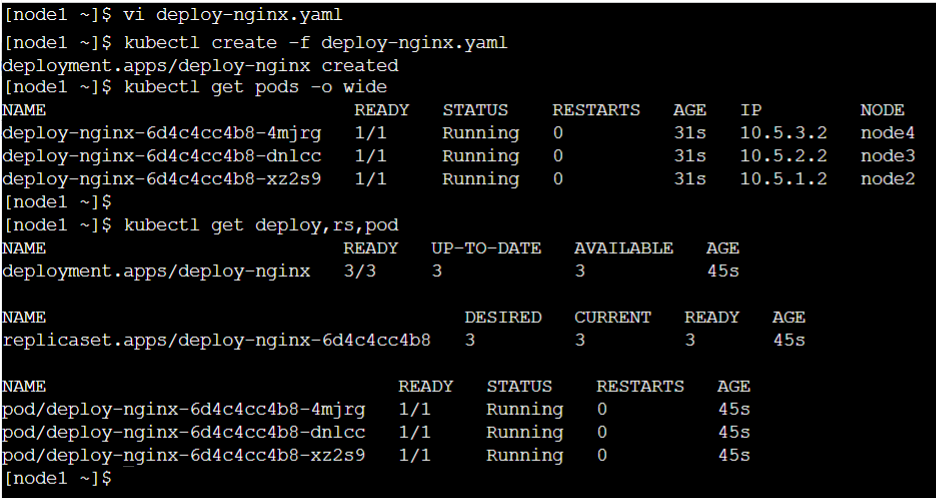 [node1 ~]$ vi deploy-nginx.yaml
[node1 ~]$ kubectl create -f deploy-nginx.yaml
deployment.apps/deploy-nginx created
[node1 ~]$ kubectl get pods -o wide
NAME READY STATUS RESTARTS AGE IP NODE
deploy-nginx-6d4c4cc4b8-4mjrg 1/1 Running 0 31s 10.5.3.2 node4
deploy-nginx-6d4c4cc4b8-dnlcc 1/1 Running 0 31s 10.5.2.2 node3
deploy-nginx-6d4c4cc4b8-xz2s9 1/1 Running 0 31s 10.5.1.2 node2
[node1 ~]$
[node1 ~]$ kubectl get deploy,rs,pod
NAME READY UP-TO-DATE AVAILABLE AGE
deployment.apps/deploy-nginx 3/3 3 3 45s
NAME DESIRED CURRENT READY AGE
replicaset.apps/deploy-nginx-6d4c4cc4b8 3 3 3 45s
NAME READY STATUS RESTARTS AGE
pod/deploy-nginx-6d4c4cc4b8-4mjrg 1/1 Running 0 45s
pod/deploy-nginx-6d4c4cc4b8-dnlcc 1/1 Running 0 45s
pod/deploy-nginx-6d4c4cc4b8-xz2s9 1/1 Running 0 45s
[node1 ~]$